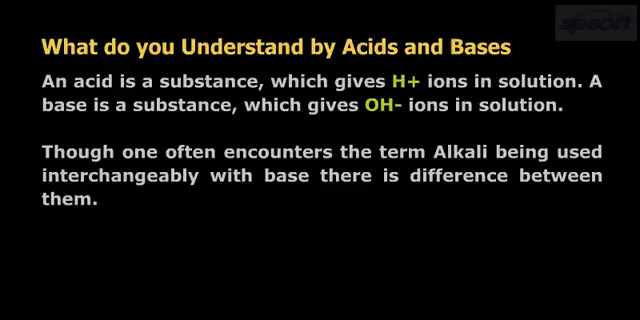 What do you Understand by Acids and Bases
An acid is a substance, which gives H+ ions in solution. A
base is a substance, which gives OH- ions in solution.
Though one often encounters the term Alkali being used
interchangeably with base there is difference between
them.